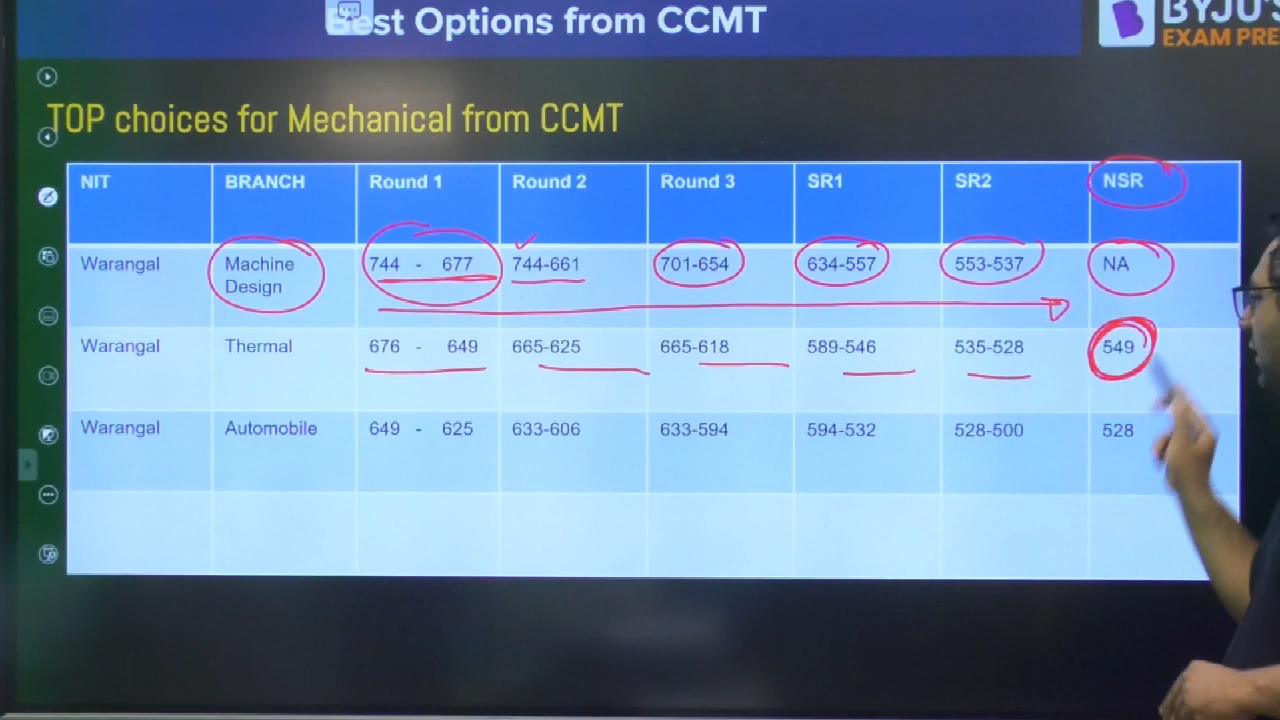 Best Options from CCMT
BYJU'S
EXAM PRE
TOP choices for Mechanical from CCMT
NIT BRANCH Round 1 Round 2 Round 3 SR1 SR2 NSR
Warangal Machine Design 744 - 677 744-661 701-654 634-557 553-537 NA
Warangal Thermal 676 - 649 665-625 665-618 589-546 535-528 549
Warangal Automobile 649 - 625 633-606 633-594 594-532 528-500 528